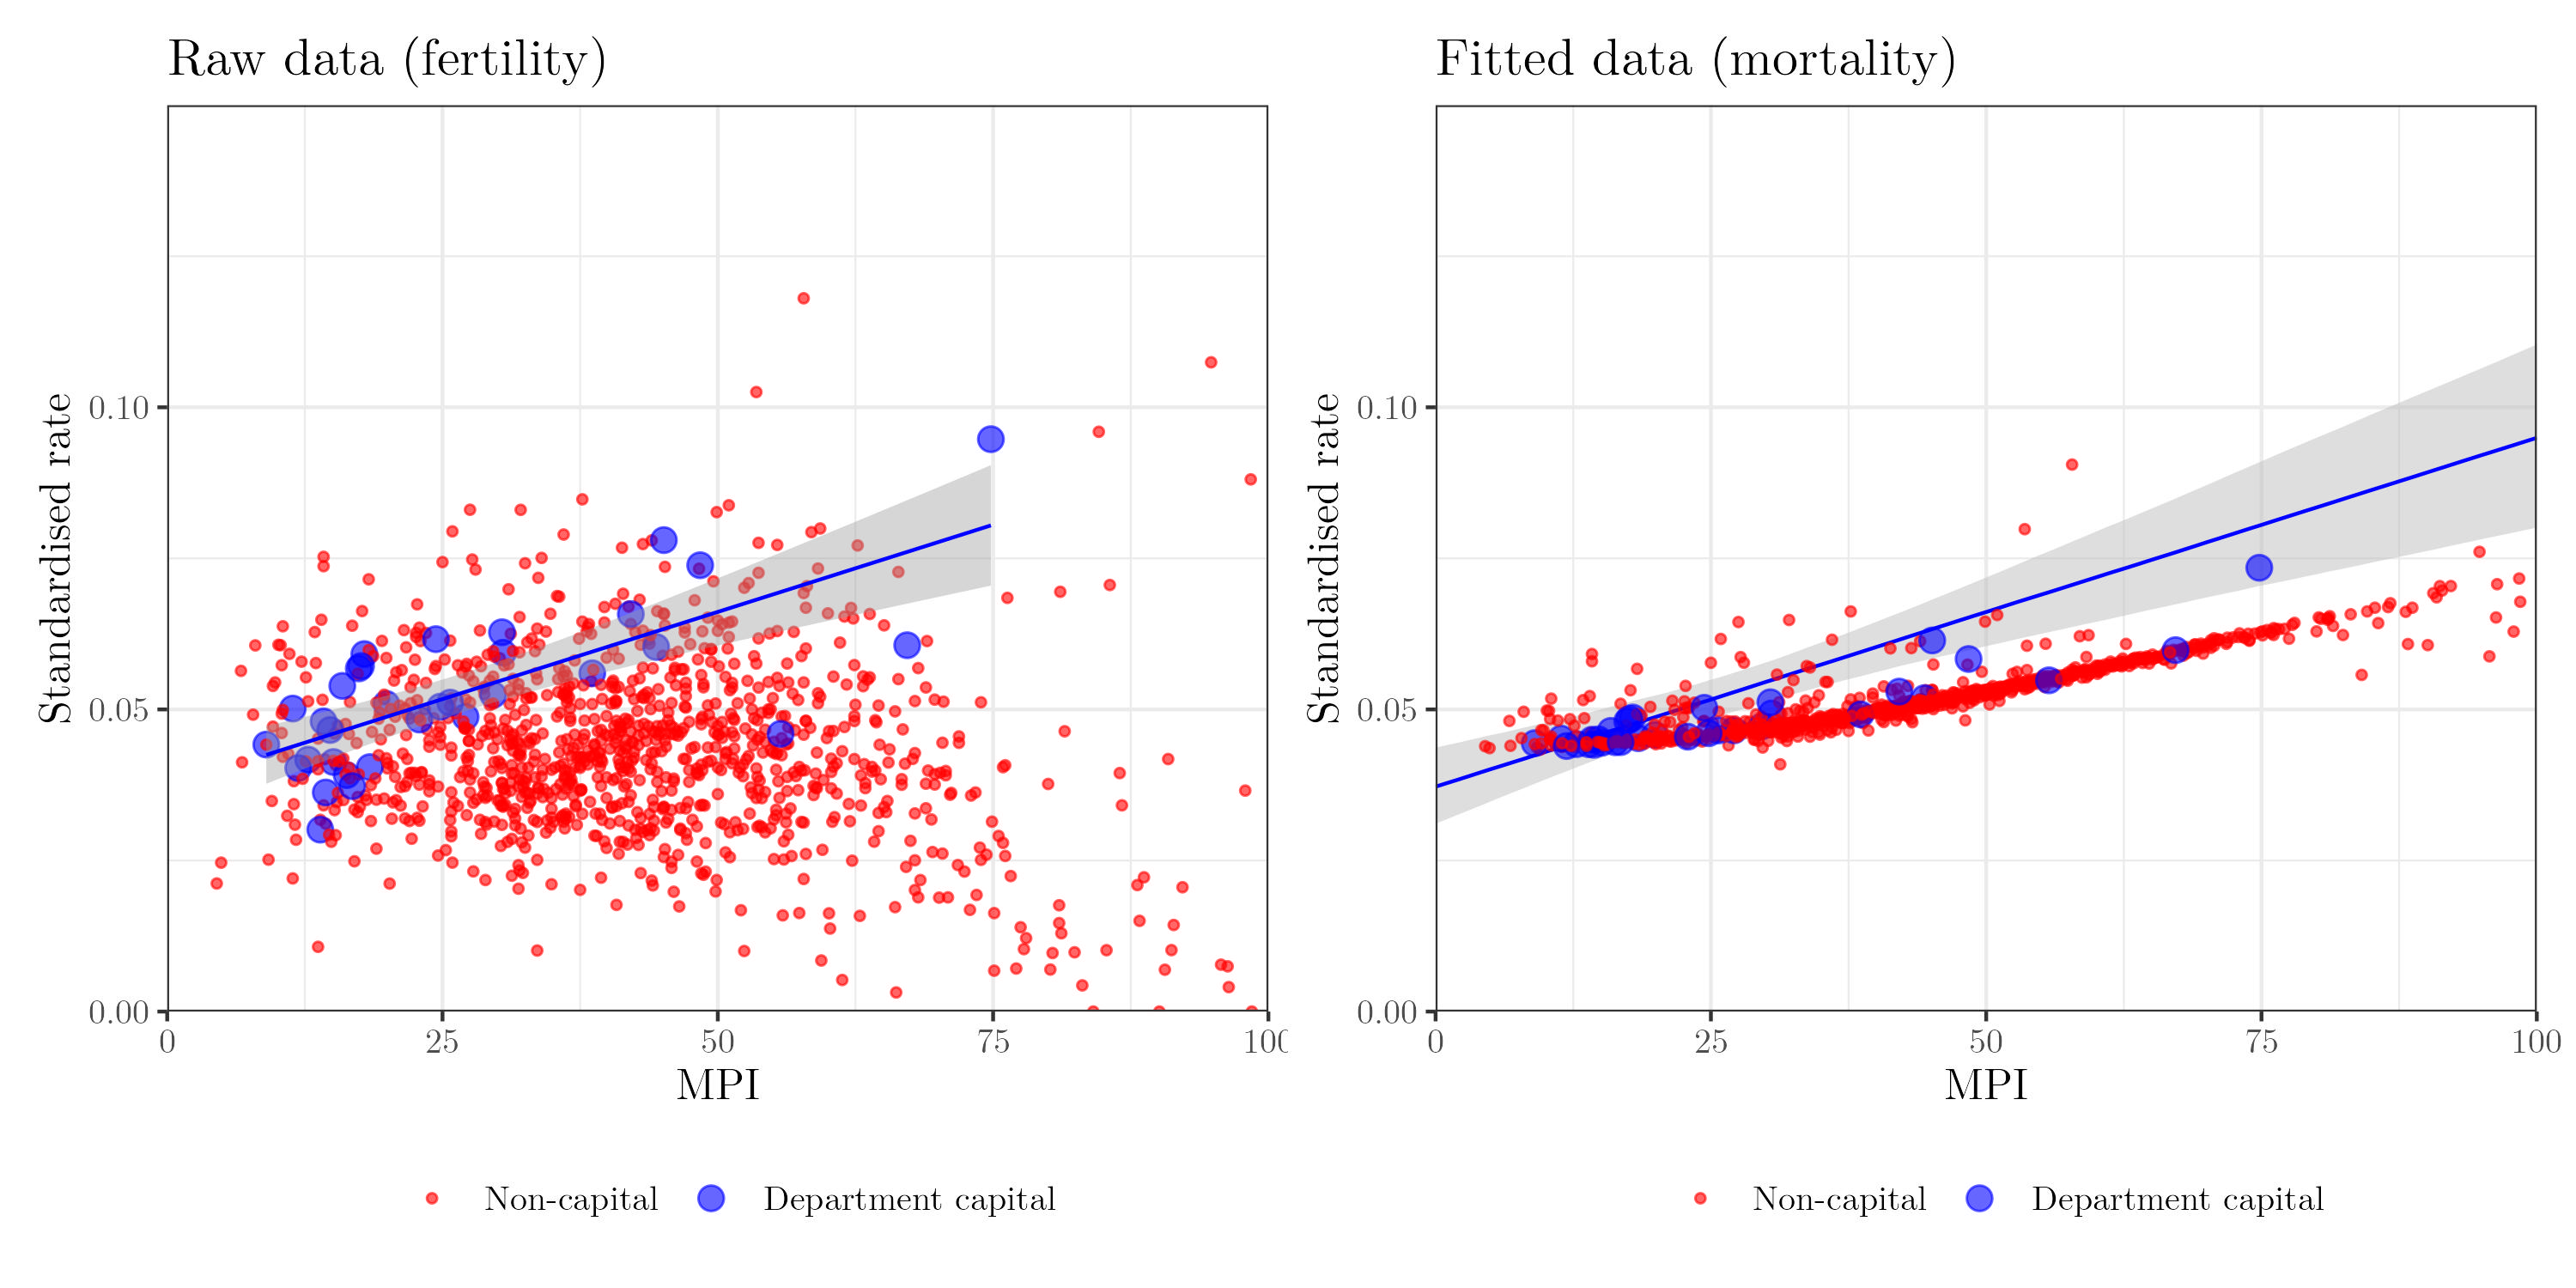 Raw data (fertility)
Standardised rate
0.10
0.05
0.00
0 25 50 75 100
MPI
Non-capital Department capital
Fitted data (mortality)
Standardised rate
0.10
0.05
0.00
0 25 50 75 100
MPI
Non-capital Department capital